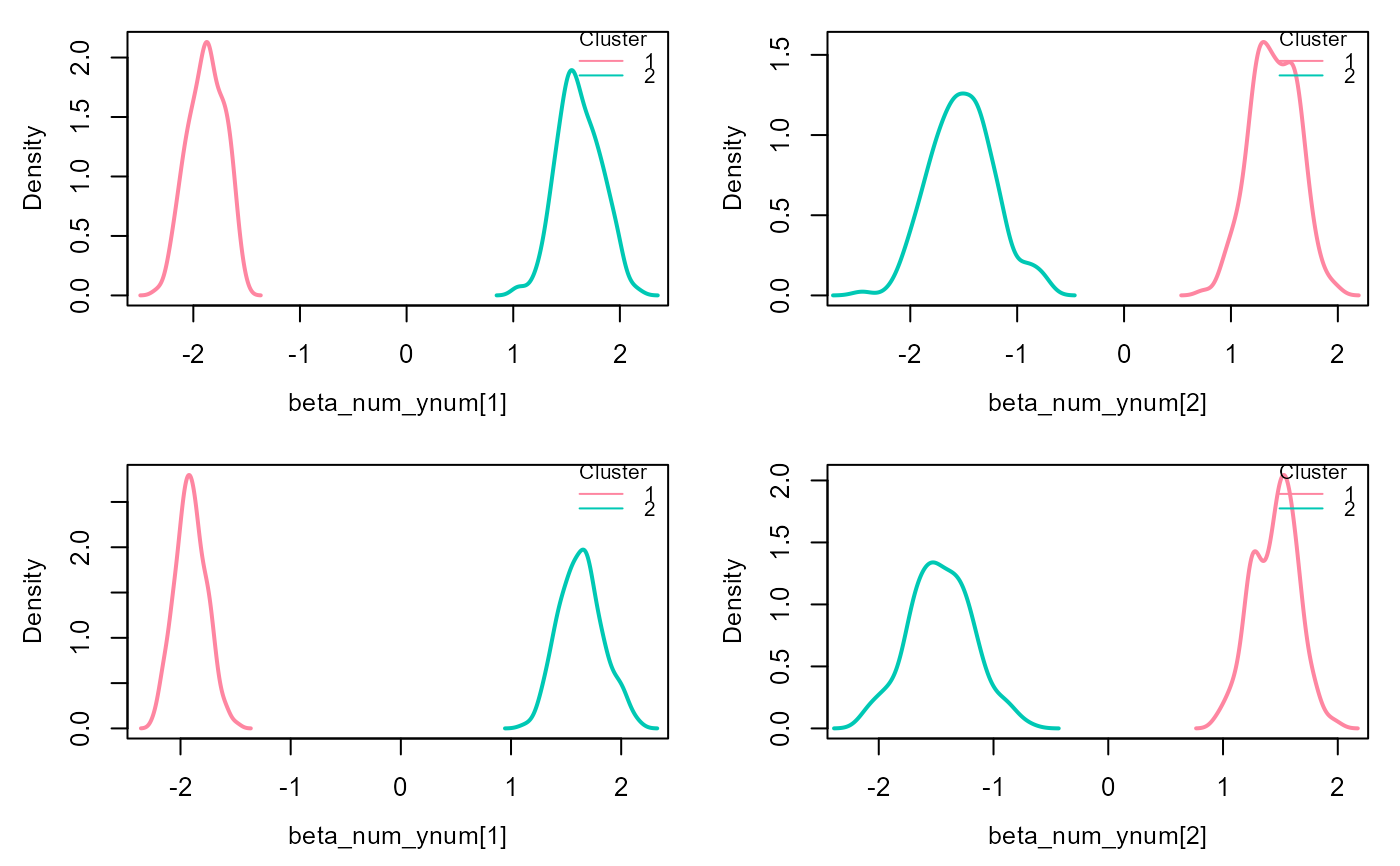 Cluster
1
2
Density
0.0 0.5 1.0 1.5 2.0
-2 -1 0 1 2
beta_num_ynum[1]
Cluster
1
2
Density
0.0 0.5 1.0 1.5
-2 -1 0 1 2
beta_num_ynum[2]
Cluster
1
2
Density
0.0 1.0 2.0
-2 -1 0 1 2
beta_num_ynum[1]
Cluster
1
2
Density
0.0 0.5 1.0 1.5 2.0
-2 -1 0 1 2
beta_num_ynum[2]